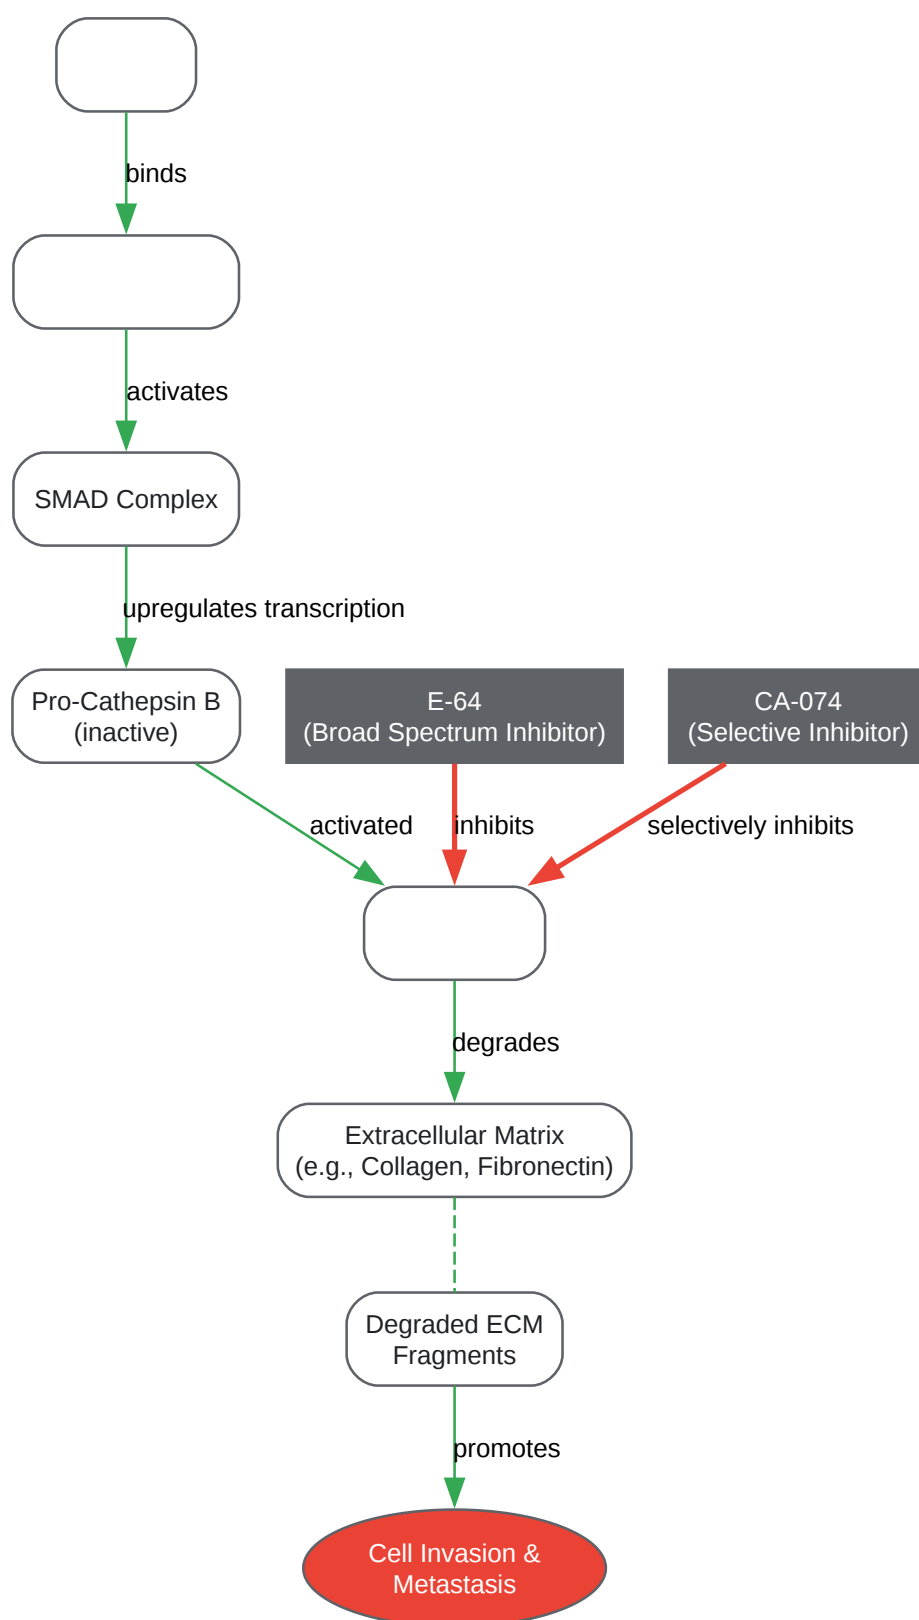 binds
activates
SMAD Complex
upregulates transcription
Pro-Cathepsin B
(inactive)
E-64
(Broad Spectrum Inhibitor)
CA-074
(Selective Inhibitor)
activated
inhibits
selectively inhibits
degrades
Extracellular Matrix
(e.g., Collagen, Fibronectin)
Degraded ECM
Fragments
promotes
Cell Invasion &
Metastasis